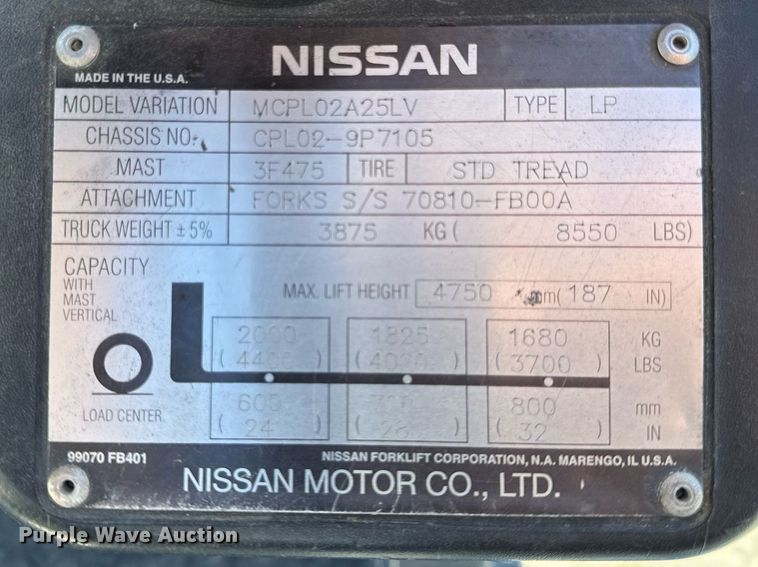 NISSAN
MADE IN THE U.S.A.
MODEL VARIATION MCPL02A25LV TYPE LP
CHASSIS NO. CPL02-9P7105
MAST 3F475 TIRE STD TREAD
ATTACHMENT FORKS S/S 70810-FB00A
TRUCK WEIGHT ± 5% 3875 KG ( 8550 LBS)
CAPACITY
WITH
MAST
VERTICAL
MAX. LIFT HEIGHT 4750 mm( 187 IN)
2000 1825 1680 KG
( ) ( ) ( 3700 ) LBS
LOAD CENTER
600 800 mm
( 24 ) ( 28 ) ( 32 ) IN
99070 FB401
NISSAN FORKLIFT CORPORATION, N.A. MARENGO, IL U.S.A.
NISSAN MOTOR CO., LTD.
Purple Wave Auction